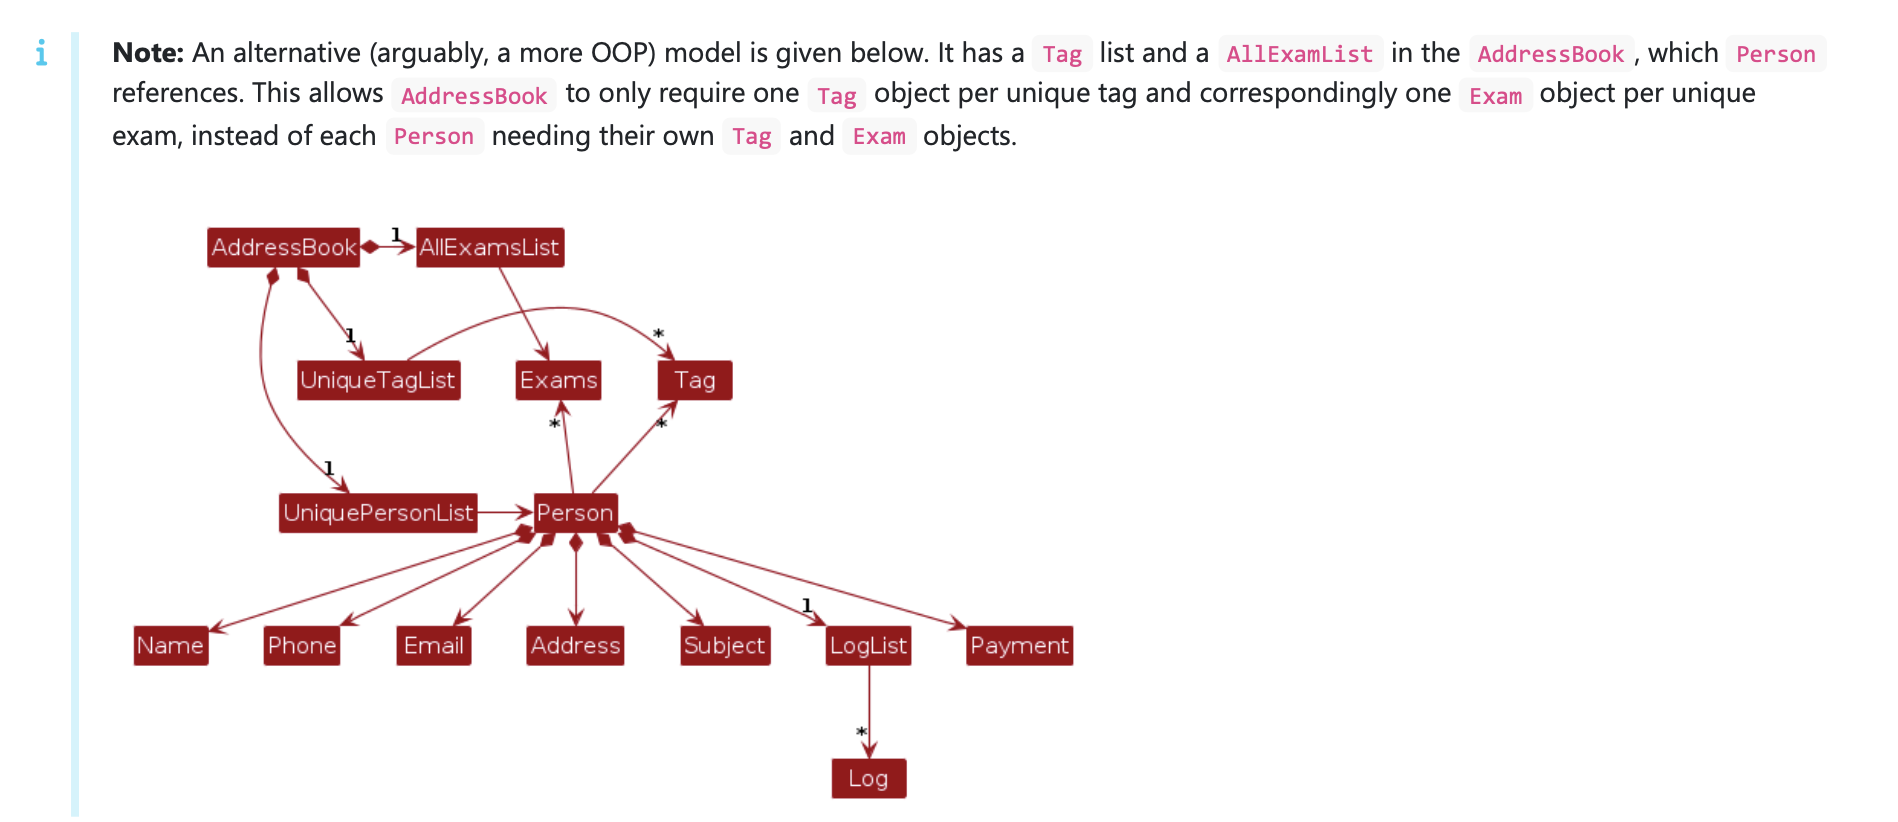 i
Note: An alternative (arguably, a more OOP) model is given below. It has a Tag list and a AllExamList in the AddressBook , which Person
references. This allows AddressBook to only require one Tag object per unique tag and correspondingly one Exam object per unique
exam, instead of each Person needing their own Tag and Exam objects.
AddressBook 1 AllExamsList
1 *
UniqueTagList Exams Tag
* *
1
UniquePersonList Person
1
Name Phone Email Address Subject LogList Payment
*
Log